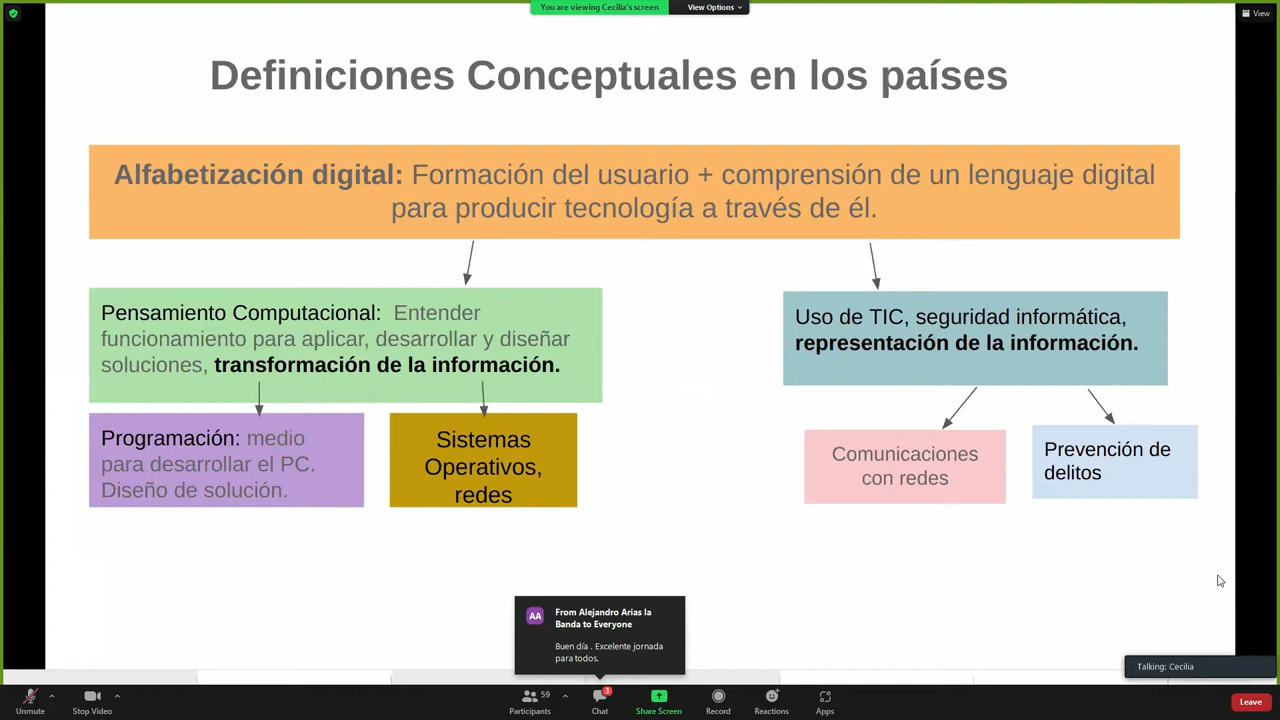 You are viewing Cecilia's screen
View Options
View
Definiciones Conceptuales en los países
Alfabetización digital: Formación del usuario + comprensión de un lenguaje digital
para producir tecnología a través de él.
Pensamiento Computacional: Entender
funcionamiento para aplicar, desarrollar y diseñar
soluciones, transformación de la información.
Uso de TIC, seguridad informática,
representación de la información.
Programación: medio
para desarrollar el PC.
Diseño de solución.
Sistemas
Operativos,
redes
Comunicaciones
con redes
Prevención de
delitos
AA
From Alejandro Arias la
Banda to Everyone
Buen día . Excelente jornada
para todos.
Talking: Cecilia
Unmute
Stop Video
59
Participants
3
Chat
Share Screen
Record
Reactions
Apps
Leave